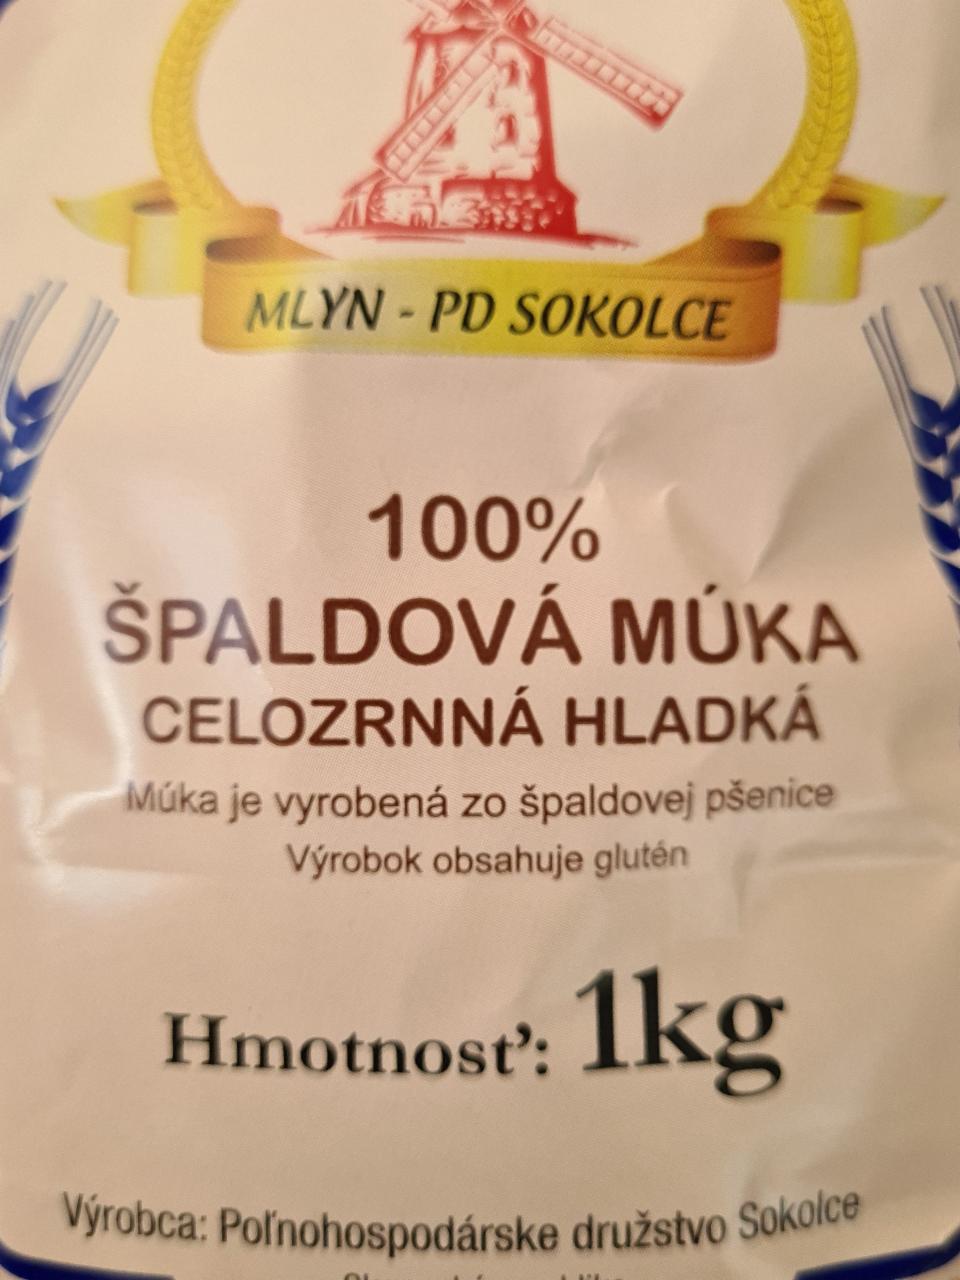 MLYN - PD SOKOLCE
100%
ŠPALDOVÁ MÚKA
CELOZRNNÁ HLADKÁ
Múka je vyrobená zo špaldovej pšenice
Výrobok obsahuje glutén
Hmotnosť: 1kg
Výrobca: Poľnohospodárske družstvo Sokolce